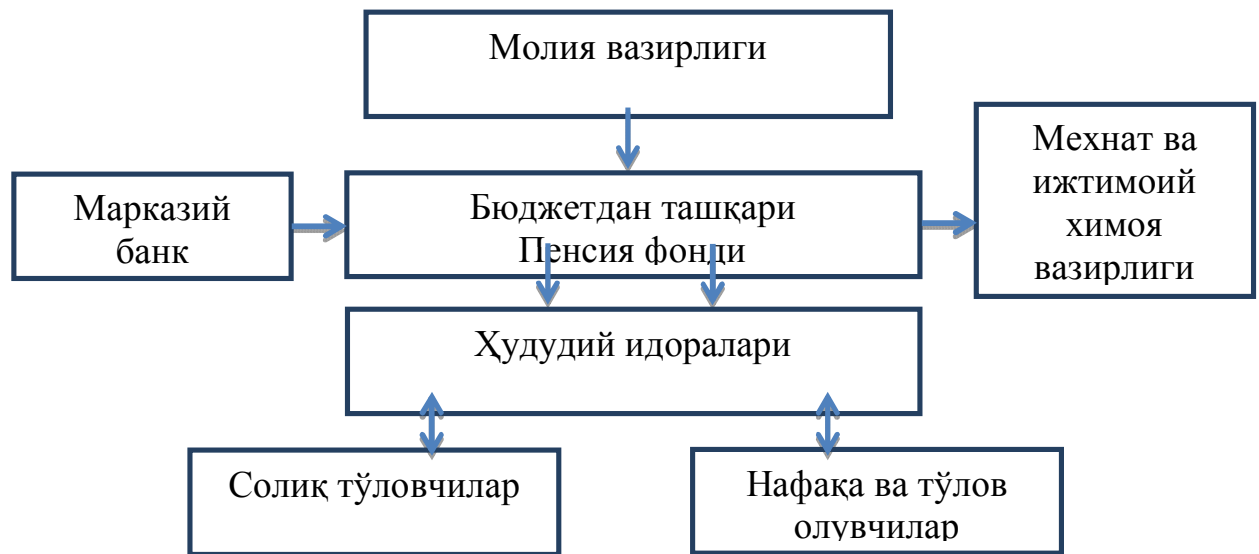 Молия вазирлиги
Марказий
банк
Бюджетдан ташқари
Пенсия фонди
Мехнат ва
ижтимоий
химоя
вазирлиги
Ҳудудий идоралари
Солиқ тўловчилар
Нафақа ва тўлов
олувчилар